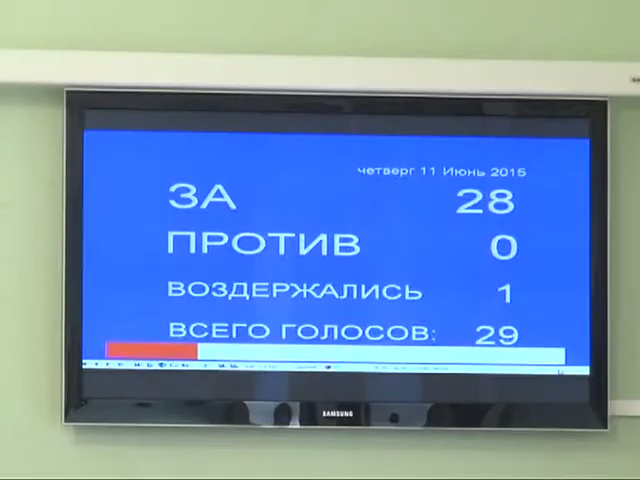 четверг 11 Июнь 2015
ЗА 28
ПРОТИВ 0
ВОЗДЕРЖАЛИСЬ 1
ВСЕГО ГОЛОСОВ: 29
SAMSUNG